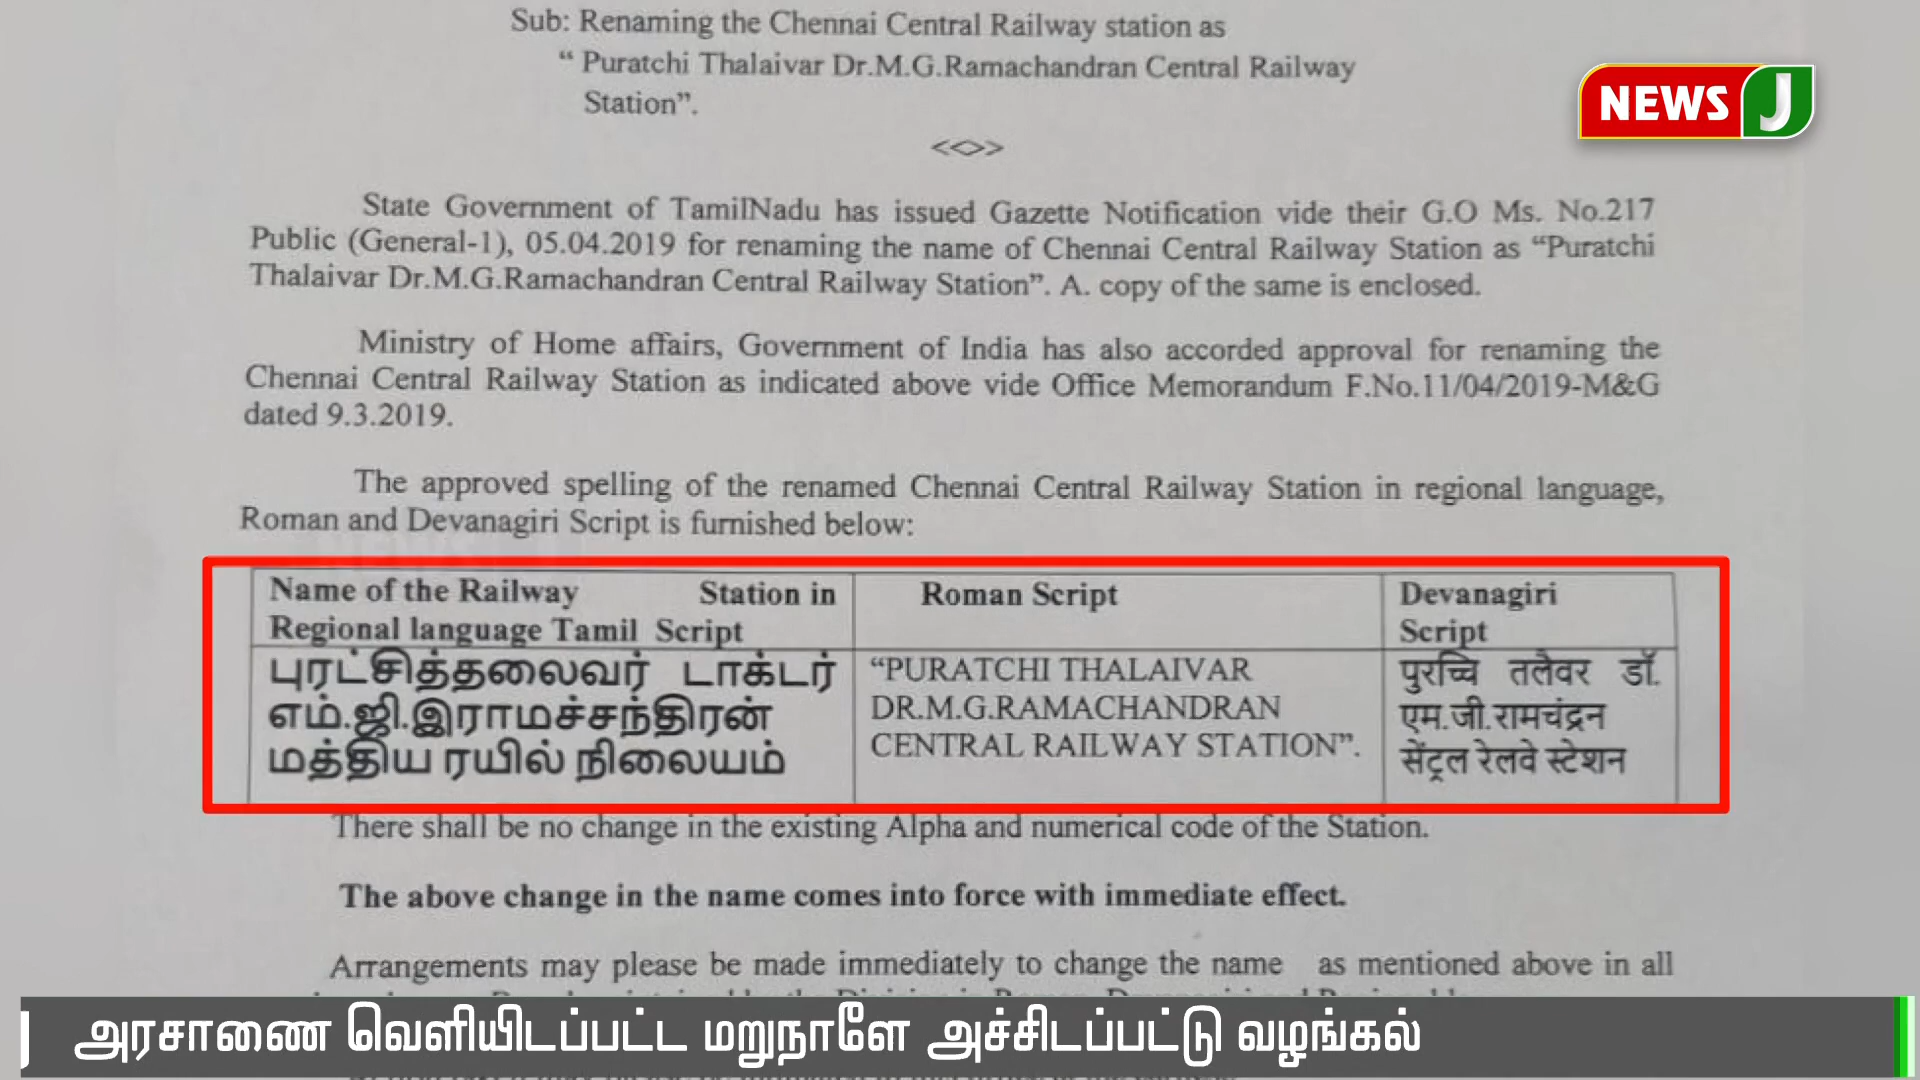 Sub: Renaming the Chennai Central Railway station as
“ Puratchi Thalaivar Dr.M.G.Ramachandran Central Railway
Station”.
<<>>
NEWS J
State Government of TamilNadu has issued Gazette Notification vide their G.O Ms. No.217
Public (General-1), 05.04.2019 for renaming the name of Chennai Central Railway Station as “Puratchi
Thalaivar Dr.M.G.Ramachandran Central Railway Station”. A. copy of the same is enclosed.
Ministry of Home affairs, Government of India has also accorded approval for renaming the
Chennai Central Railway Station as indicated above vide Office Memorandum F.No.11/04/2019-M&G
dated 9.3.2019.
The approved spelling of the renamed Chennai Central Railway Station in regional language,
Roman and Devanagiri Script is furnished below:
Name of the Railway Station in
Regional language Tamil Script
Roman Script
Devanagiri
Script
புரட்சித்தலைவர் டாக்டர்
எம்.ஜி.இராமச்சந்திரன்
மத்திய ரயில் நிலையம்
“PURATCHI THALAIVAR
DR.M.G.RAMACHANDRAN
CENTRAL RAILWAY STATION”.
पुरच्चि तलैवर डॉ.
एम.जी.रामचंद्रन
सेंट्रल रेलवे स्टेशन
There shall be no change in the existing Alpha and numerical code of the Station.
The above change in the name comes into force with immediate effect.
Arrangements may please be made immediately to change the name as mentioned above in all
அரசாணை வெளியிடப்பட்ட மறுநாளே அச்சிடப்பட்டு வழங்கல்